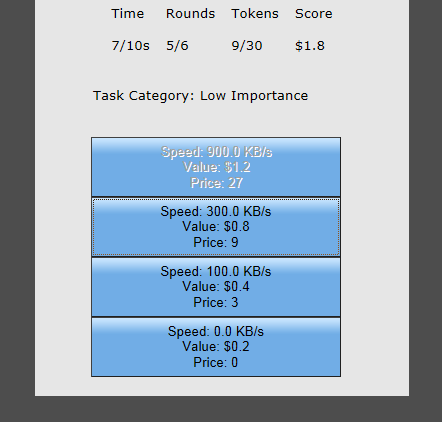 Time Rounds Tokens Score
7/10s 5/6 9/30 $1.8
Task Category: Low Importance
Speed: 900.0 KB/s
Value: $1.2
Price: 27
Speed: 300.0 KB/s
Value: $0.8
Price: 9
Speed: 100.0 KB/s
Value: $0.4
Price: 3
Speed: 0.0 KB/s
Value: $0.2
Price: 0